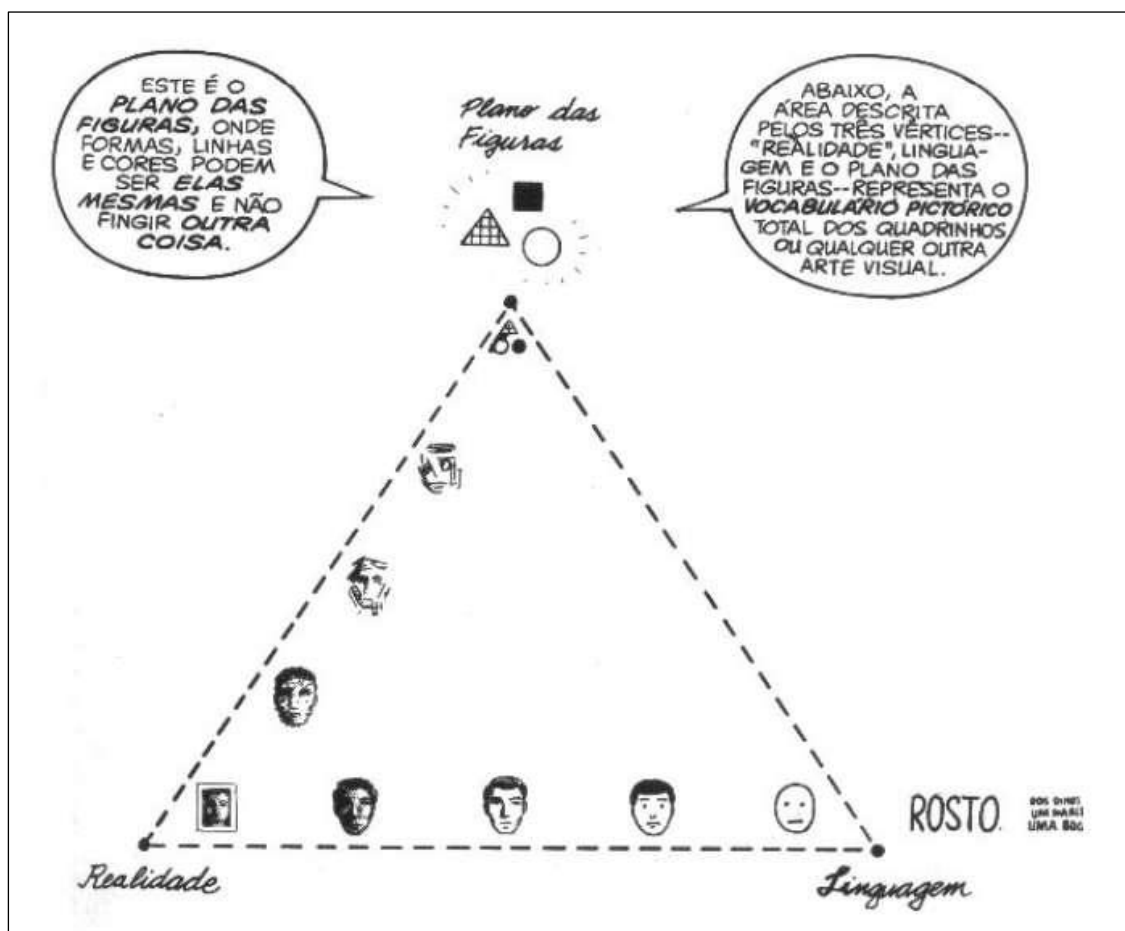 ESTE É O
PLANO DAS
FIGURAS, ONDE
FORMAS, LINHAS
E CORES PODEM
SER ELAS
MESMAS E NÃO
FINGIR OUTRA
COISA.
Plano das
Figuras
ABAIXO, A
ÁREA DESCRITA
PELOS TRÊS VÉRTICES--
"REALIDADE", LINGUA-
GEM E O PLANO DAS
FIGURAS--REPRESENTA O
VOCABULÁRIO PICTÓRICO
TOTAL DOS QUADRINHOS
OU QUALQUER OUTRA
ARTE VISUAL.
ROSTO.
UMA
Realidade
Linguagem